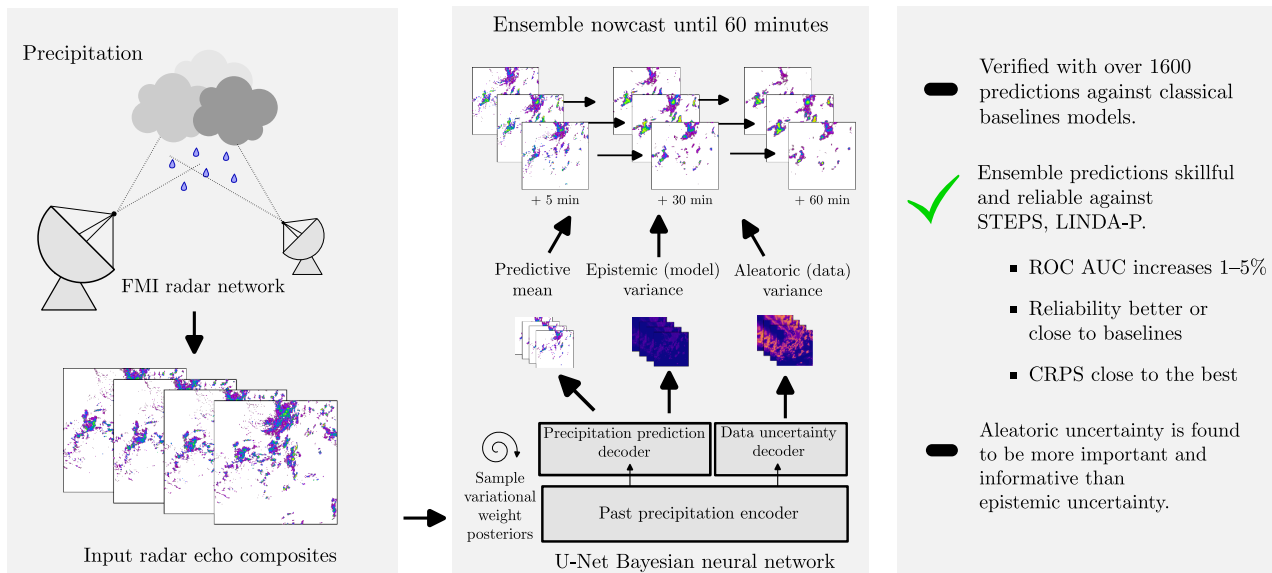 Precipitation
FMI radar network
Input radar echo composites
Ensemble nowcast until 60 minutes
+ 5 min
+ 30 min
+ 60 min
Predictive
mean
Epistemic (model)
variance
Aleatoric (data)
variance
Sample
variational
weight
posteriors
Precipitation prediction
decoder
Data uncertainty
decoder
Past precipitation encoder
U-Net Bayesian neural network
Verified with over 1600
predictions against classical
baselines models.
Ensemble predictions skillful
and reliable against
STEPS, LINDA-P.
▪ ROC AUC increases 1–5%
▪ Reliability better or
close to baselines
▪ CRPS close to the best
Aleatoric uncertainty is found
to be more important and
informative than
epistemic uncertainty.